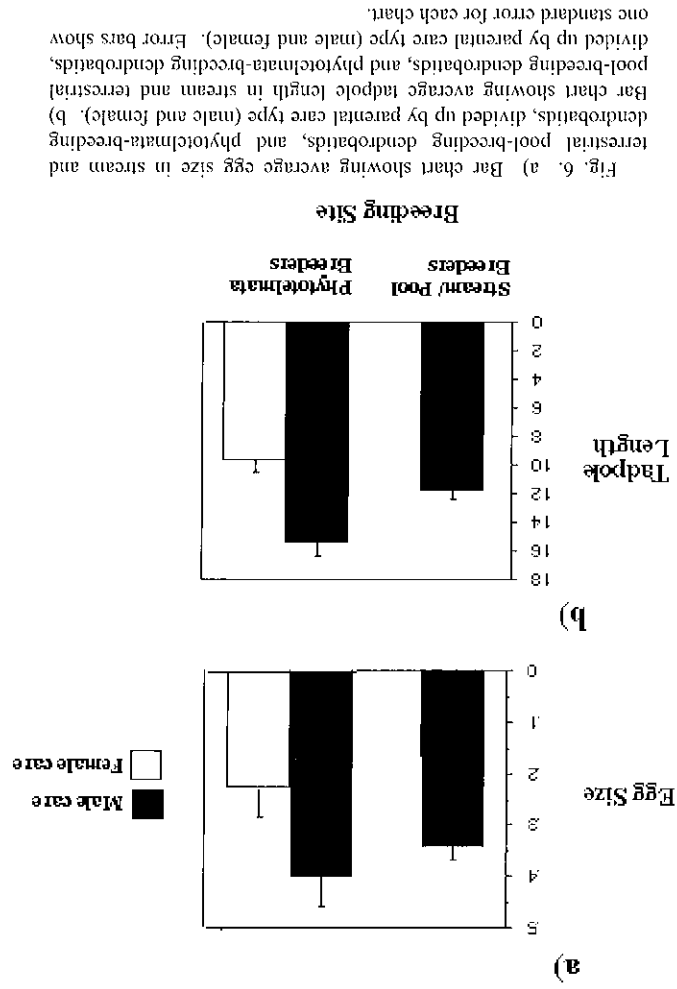 a)
.5
.4
.3
.2
.1
0
Egg Size
Male care
Female care
b)
18
16
14
12
10
8
6
4
2
0
Tadpole
Length
Stream/ Pool
Breeders
Phytotelmata
Breeders
Breeding Site
Fig. 6. a) Bar chart showing average egg size in stream and
terrestrial pool-breeding dendrobatids, and phytotelmata-breeding
dendrobatids, divided up by parental care type (male and female). b)
Bar chart showing average tadpole length in stream and terrestrial
pool-breeding dendrobatids, and phytotelmata-breeding dendrobatids,
divided up by parental care type (male and female). Error bars show
one standard error for each chart.